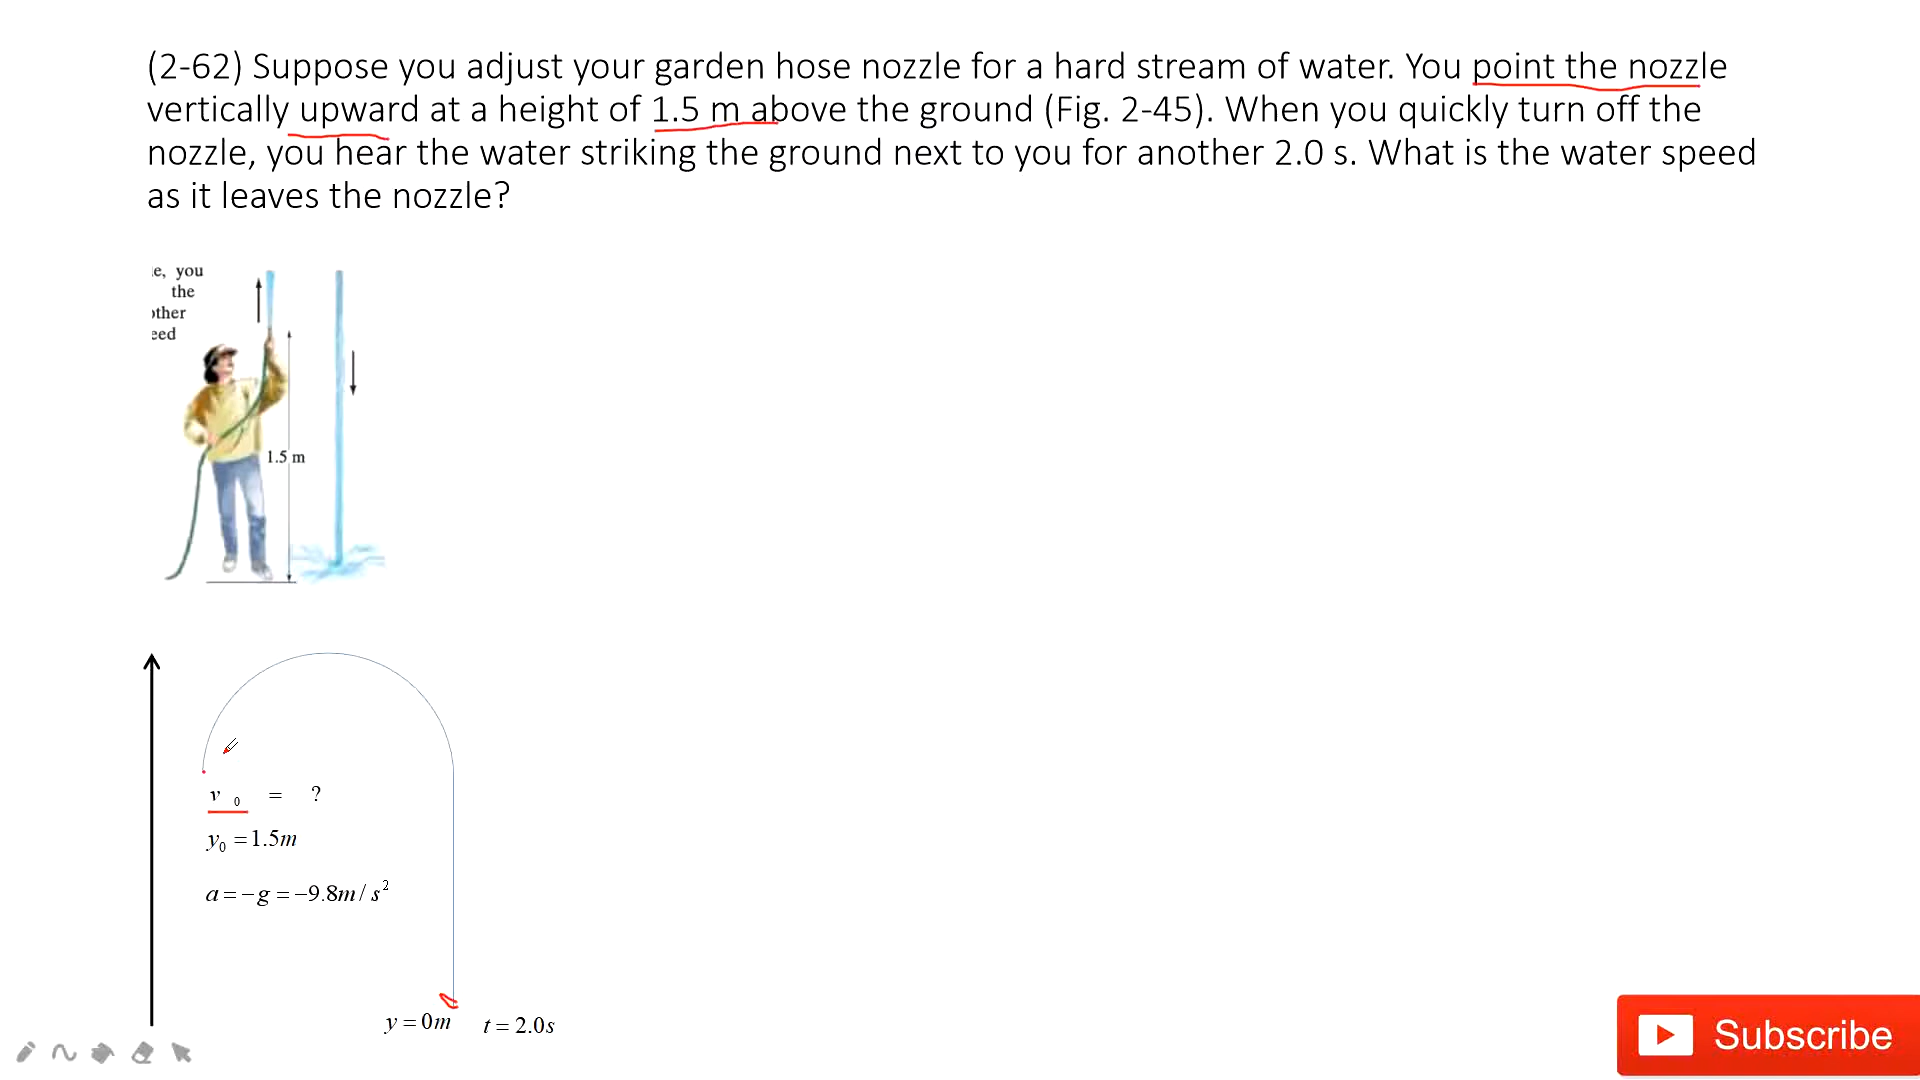 (2-62) Suppose you adjust your garden hose nozzle for a hard stream of water. You point the nozzle
vertically upward at a height of 1.5 m above the ground (Fig. 2-45). When you quickly turn off the
nozzle, you hear the water striking the ground next to you for another 2.0 s. What is the water speed
as it leaves the nozzle?
e, you
the
other
eed
1.5 m
v₀ = ?
y₀ = 1.5m
a = −g = −9.8m / s²
y = 0m t = 2.0s
Subscribe